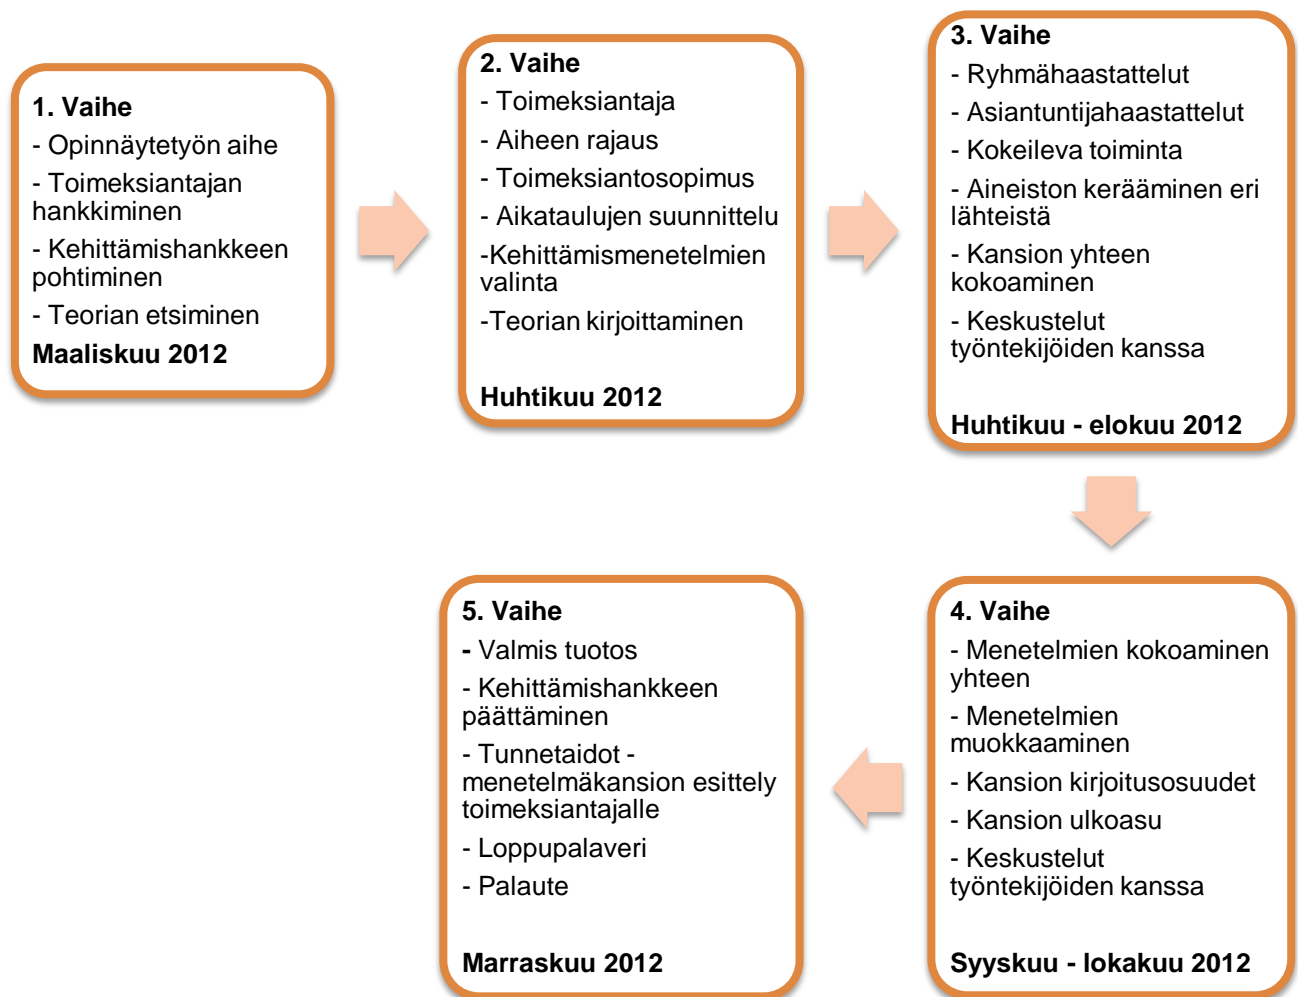 1. Vaihe
- Opinnäytetyön aihe
- Toimeksiantajan
hankkiminen
- Kehittämishankkeen
pohtiminen
- Teorian etsiminen
Maaliskuu 2012
2. Vaihe
- Toimeksiantaja
- Aiheen rajaus
- Toimeksiantosopimus
- Aikataulujen suunnittelu
-Kehittämismenetelmien
valinta
-Teorian kirjoittaminen
Huhtikuu 2012
3. Vaihe
- Ryhmähaastattelut
- Asiantuntijahaastattelut
- Kokeileva toiminta
- Aineiston kerääminen eri
lähteistä
- Kansion yhteen
kokoaminen
- Keskustelut
työntekijöiden kanssa
Huhtikuu - elokuu 2012
4. Vaihe
- Menetelmien kokoaminen
yhteen
- Menetelmien
muokkaaminen
- Kansion kirjoitusosuudet
- Kansion ulkoasu
- Keskustelut
työntekijöiden kanssa
Syyskuu - lokakuu 2012
5. Vaihe
- Valmis tuotos
- Kehittämishankkeen
päättäminen
- Tunnetaidot -
menetelmäkansion esittely
toimeksiantajalle
- Loppupalaveri
- Palaute
Marraskuu 2012